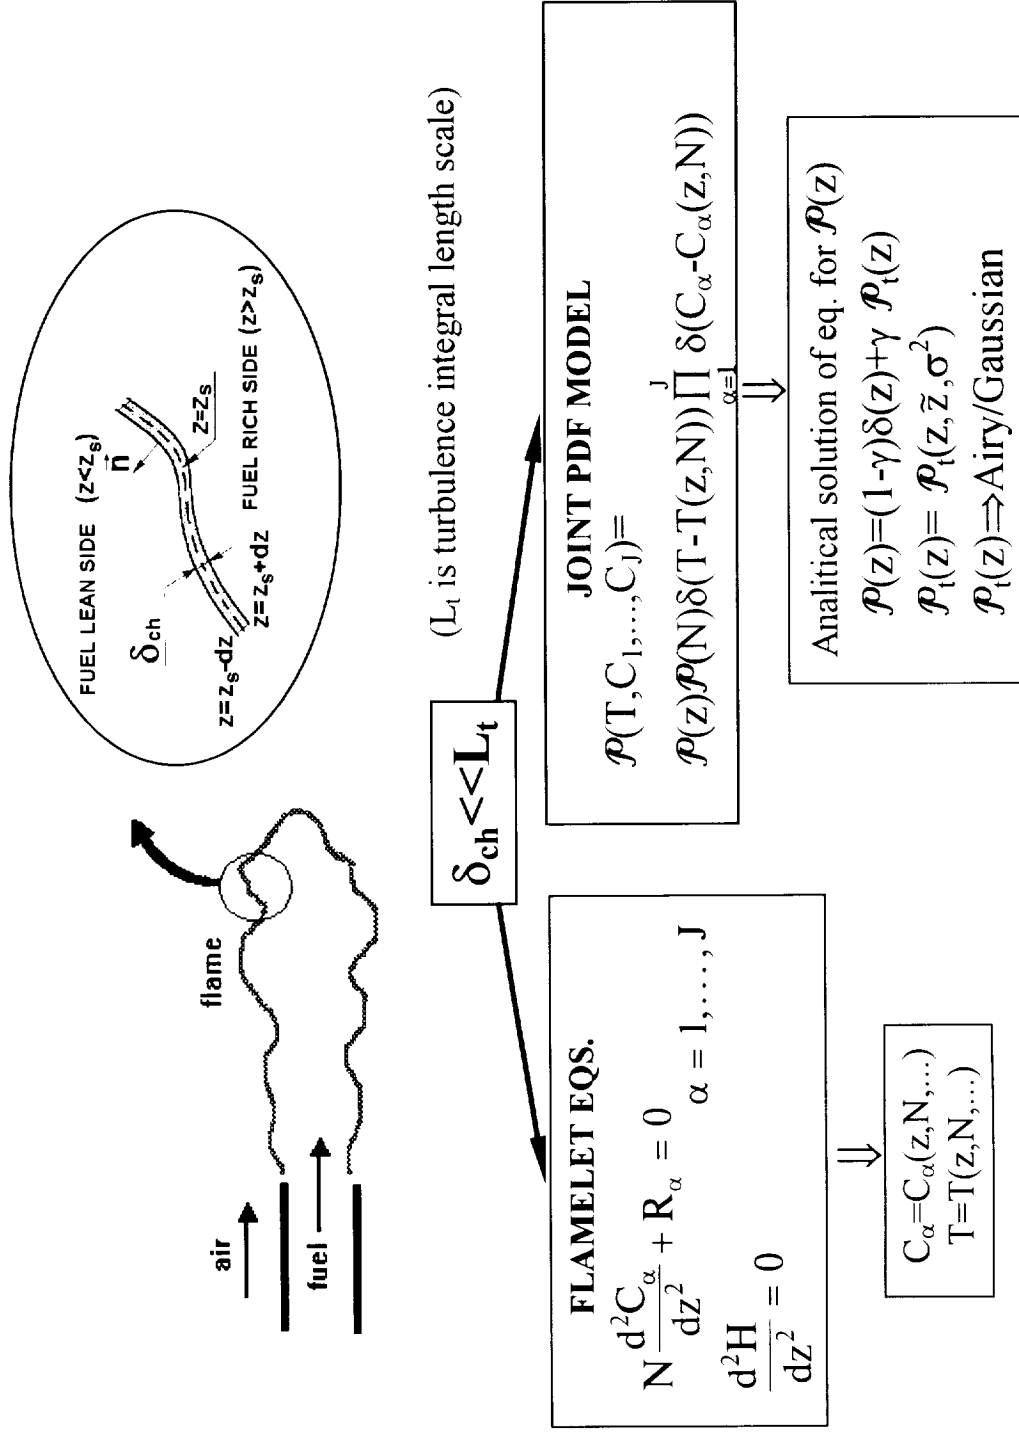 air
fuel
flame
FUEL LEAN SIDE (z<z_s)
n⃗
δ_ch
z=z_s
z=z_s-dz
z=z_s+dz
FUEL RICH SIDE (z>z_s)
δ_ch<<L_t
(L_t is turbulence integral length scale)
FLAMELET EQS.
N d²C_α/dz² + R_α = 0
α = 1,...., J
d²H/dz² = 0
⇒
C_α=C_α(z,N,...)
T=T(z,N,...)
JOINT PDF MODEL
𝒫(T,C_1,...,C_J)=
𝒫(z)𝒫(N)δ(T-T(z,N))∏_{α=1}^{J} δ(C_α-C_α(z,N))
⇒
Analitical solution of eq. for 𝒫(z)
𝒫(z)=(1-γ)δ(z)+γ 𝒫_t(z)
𝒫_t(z)= 𝒫_t(z,z̃,σ²)
𝒫_t(z)⇒Airy/Gaussian